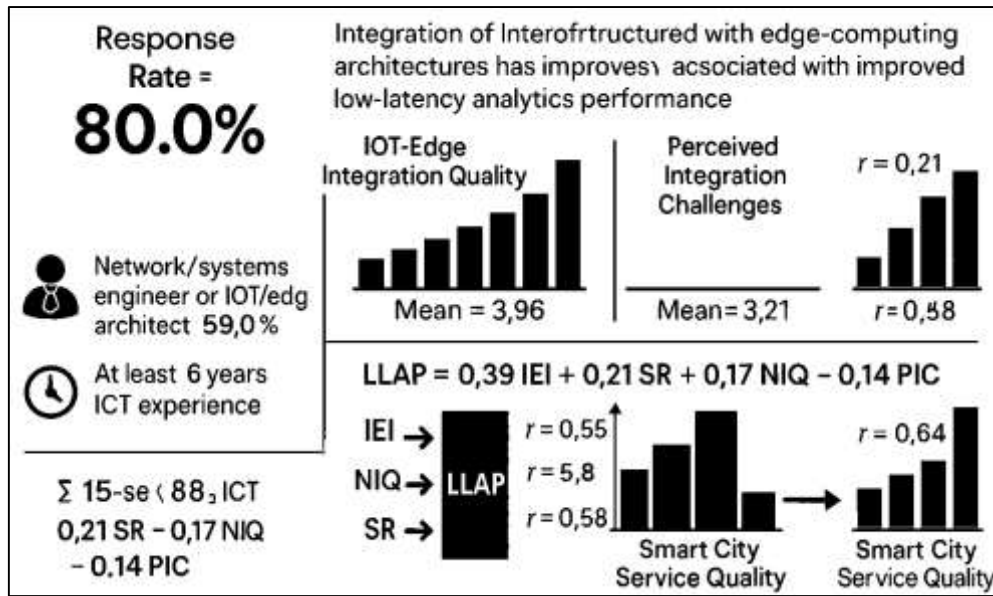 Response
Rate =
80.0%
Network/systems
engineer or IOT/edg
architect 59,0%
At least 6 years
ICT experience
Σ 15-se ( 88₂ ICT
0,21 SR – 0,17 NIQ
– 0.14 PIC
Integration of Interofrtructured with edge-computing
architectures has improves\ acsociated with improved
low-latency analytics performance
IOT-Edge
Integration Quality
Mean = 3,96
Perceived
Integration
Challenges
Mean= 3,21
r = 0,21
r = 0,58
LLAP = 0,39 IEI + 0,21 SR + 0,17 NIQ – 0,14 PIC
IEI →
NIQ →
SR →
LLAP
r = 0,55
r = 5,8
r = 0,58
Smart City
Service Quality
r = 0,64
Smart City
Service Quality